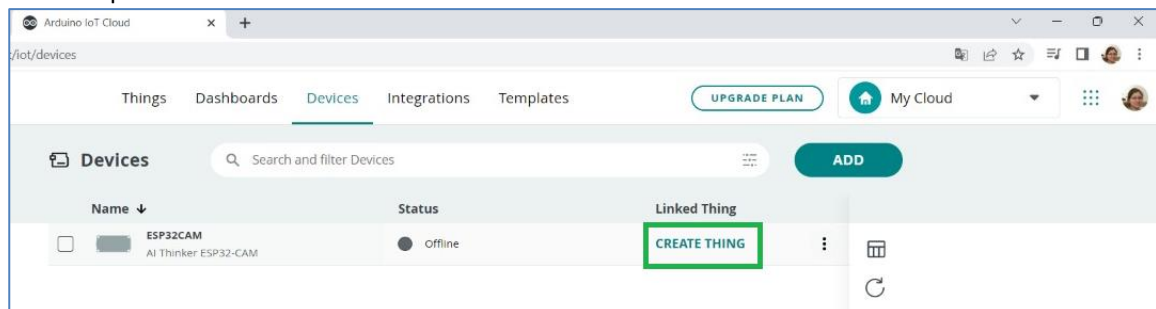 Arduino IoT Cloud
/iot/devices
Things Dashboards Devices Integrations Templates UPGRADE PLAN My Cloud
Devices Search and filter Devices ADD
Name ↓ Status Linked Thing
ESP32CAM
AI Thinker ESP32-CAM
Offline
CREATE THING